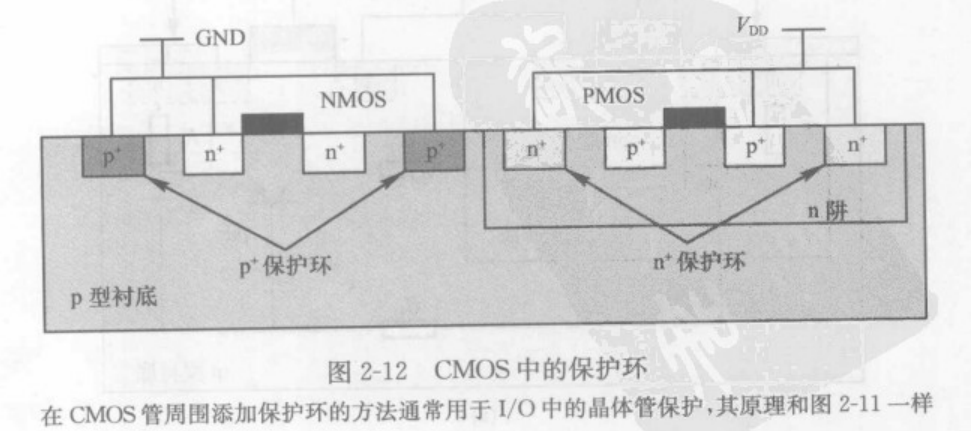 GND
V_DD
NMOS
PMOS
p⁺ n⁺ n⁺ p⁺ n⁺ p⁺ p⁺ n⁺
n 阱
p⁺保护环
n⁺保护环
p 型衬底
图 2-12 CMOS 中的保护环
在 CMOS 管周围添加保护环的方法通常用于 I/O 中的晶体管保护,其原理和图 2-11 一样